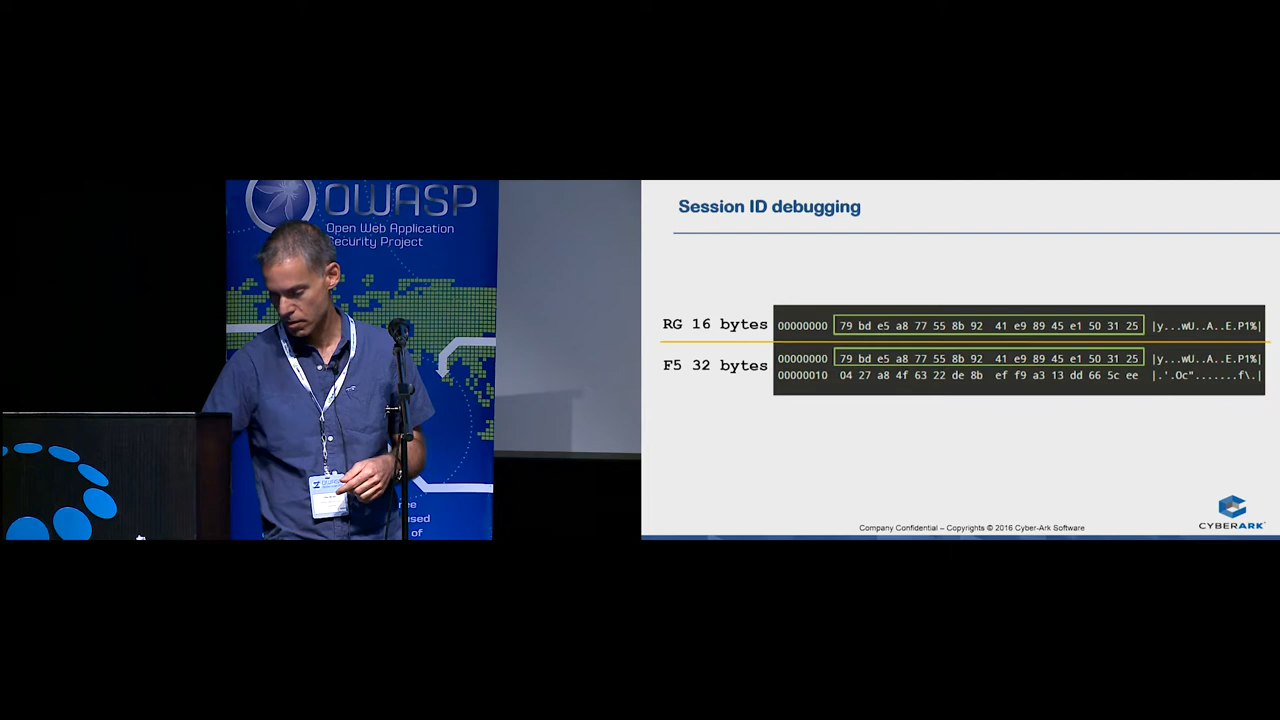 OWASP
Open Web Application
Security Project
OWASP
ree
ased
of
Session ID debugging
RG 16 bytes
00000000 79 bd e5 a8 77 55 8b 92 41 e9 89 45 e1 50 31 25 |y...wU..A..E.P1%|
F5 32 bytes
00000000 79 bd e5 a8 77 55 8b 92 41 e9 89 45 e1 50 31 25 |y...wU..A..E.P1%|
00000010 04 27 a8 4f 63 22 de 8b ef f9 a3 13 dd 66 5c ee |.'.Oc".......f\.|
Company Confidential – Copyrights © 2016 Cyber-Ark Software
CYBERARK